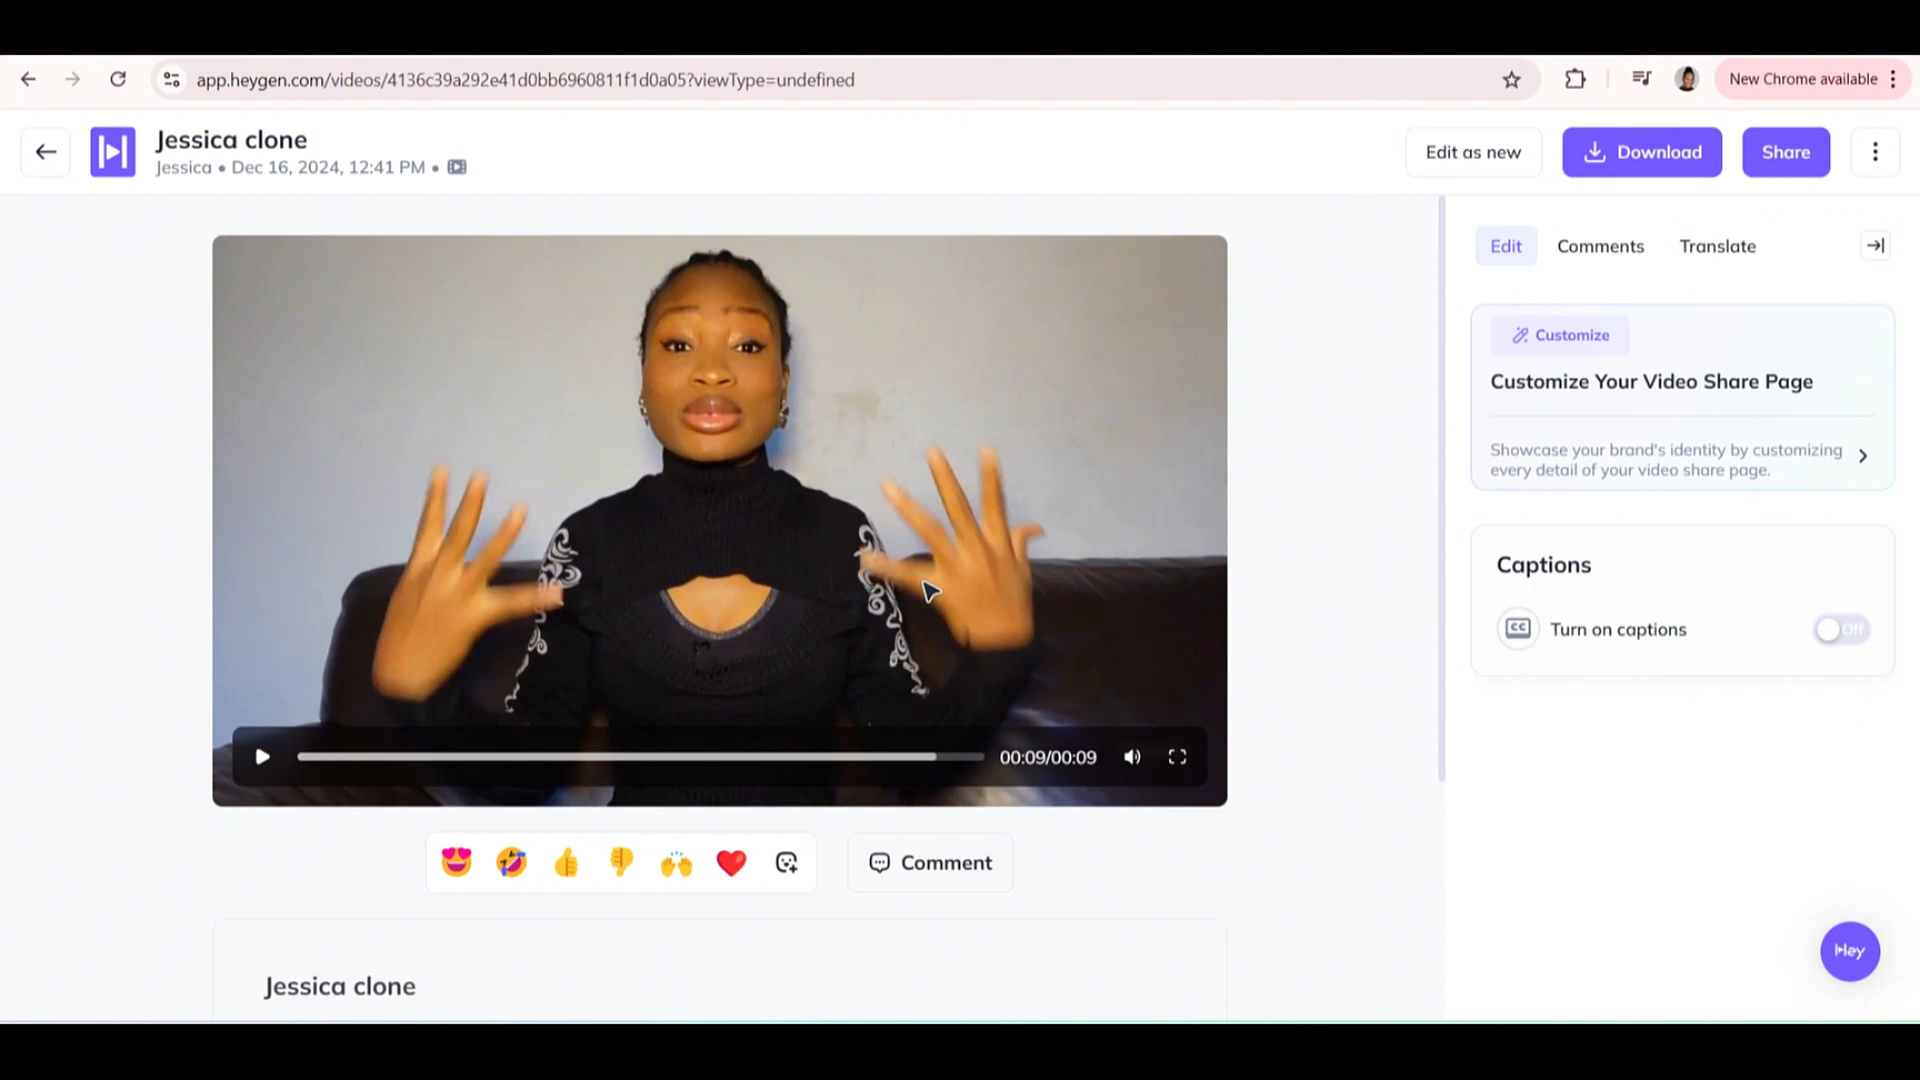 app.heygen.com/videos/4136c39a292e41d0bb6960811f1d0a05?viewType=undefined
New Chrome available
Jessica clone
Jessica • Dec 16, 2024, 12:41 PM •
Edit as new
Download
Share
Edit
Comments
Translate
Customize
Customize Your Video Share Page
Showcase your brand's identity by customizing
every detail of your video share page.
Captions
CC
Turn on captions
Off
00:09/00:09
Comment
Jessica clone
Hey